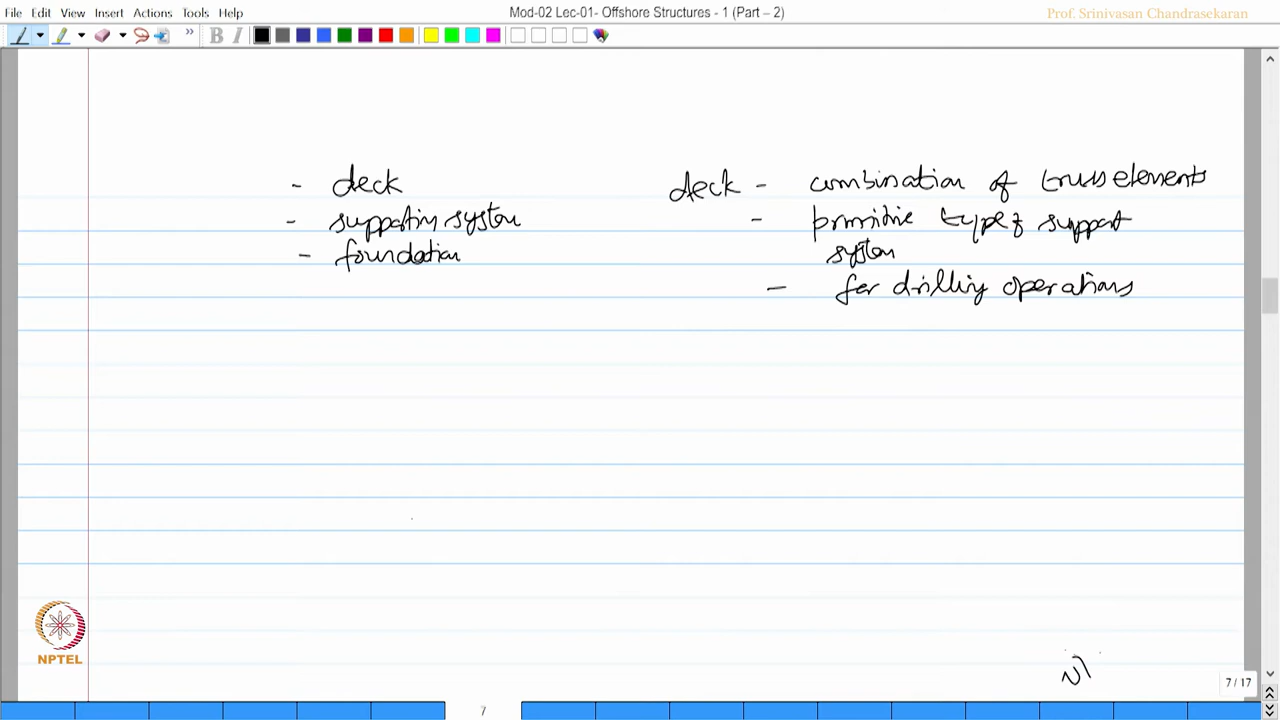 File Edit View Insert Actions Tools Help
Mod-02 Lec-01- Offshore Structures - 1 (Part – 2)
Prof. Srinivasan Chandrasekaran
B I
- deck
- supporting system
- foundation
deck - combination of truss elements
- primitive type of support
system
- for drilling operations
NPTEL
7 / 17
7